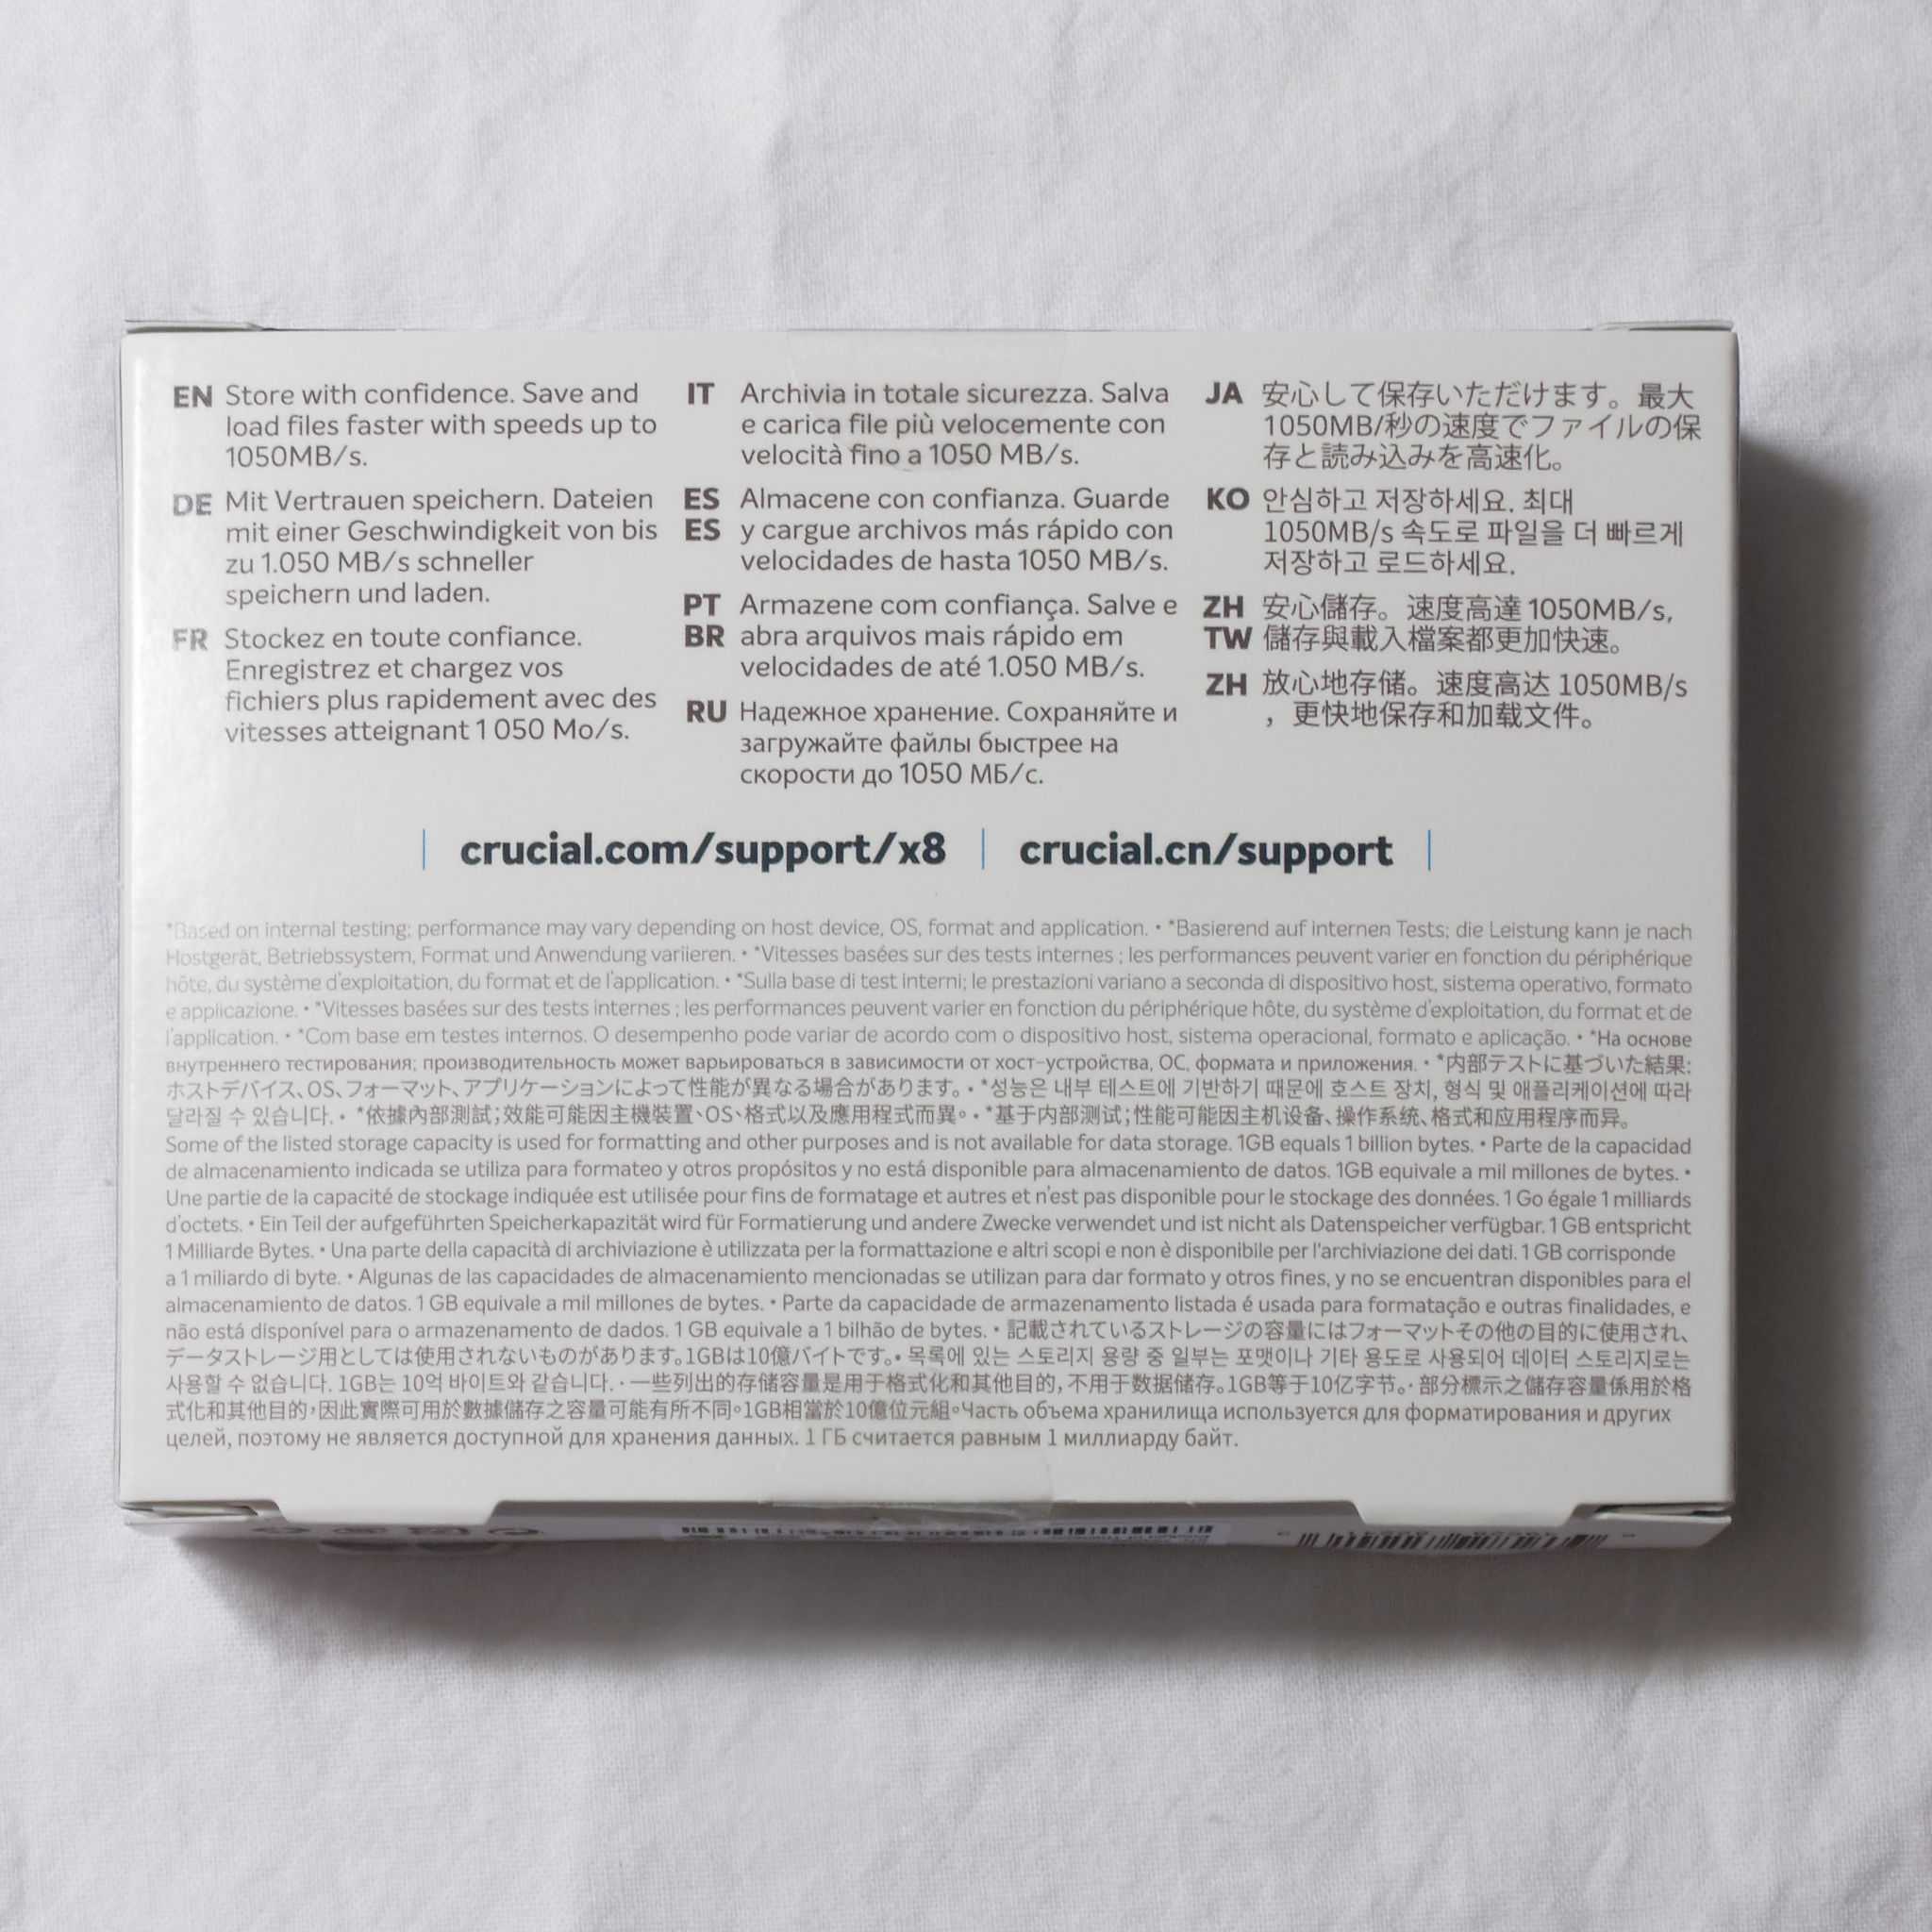 EN Store with confidence. Save and
load files faster with speeds up to
1050MB/s.
DE Mit Vertrauen speichern. Dateien
mit einer Geschwindigkeit von bis
zu 1.050 MB/s schneller
speichern und laden.
FR Stockez en toute confiance.
Enregistrez et chargez vos
fichiers plus rapidement avec des
vitesses atteignant 1 050 Mo/s.
IT Archivia in totale sicurezza. Salva
e carica file più velocemente con
velocità fino a 1050 MB/s.
ES Almacene con confianza. Guarde
ES y cargue archivos más rápido con
velocidades de hasta 1050 MB/s.
PT Armazene com confiança. Salve e
BR abra arquivos mais rápido em
velocidades de até 1.050 MB/s.
RU Надежное хранение. Сохраняйте и
загружайте файлы быстрее на
скорости до 1050 МБ/с.
JA 安心して保存いただけます。最大
1050MB/秒の速度でファイルの保
存と読み込みを高速化。
KO 안심하고 저장하세요. 최대
1050MB/s 속도로 파일을 더 빠르게
저장하고 로드하세요.
ZH 安心儲存。速度高達 1050MB/s,
TW 儲存與載入檔案都更加快速。
ZH 放心地存储。速度高达 1050MB/s
，更快地保存和加载文件。
crucial.com/support/x8 | crucial.cn/support
*Based on internal testing; performance may vary depending on host device, OS, format and application. • *Basierend auf internen Tests; die Leistung kann je nach
Hostgerät, Betriebssystem, Format und Anwendung variieren. • *Vitesses basées sur des tests internes ; les performances peuvent varier en fonction du périphérique
hôte, du système d'exploitation, du format et de l'application. • *Sulla base di test interni; le prestazioni variano a seconda di dispositivo host, sistema operativo, formato
e applicazione. • *Vitesses basées sur des tests internes ; les performances peuvent varier en fonction du périphérique hôte, du système d'exploitation, du format et de
l'application. • *Com base em testes internos. O desempenho pode variar de acordo com o dispositivo host, sistema operacional, formato e aplicação. • *На основе
внутреннего тестирования; производительность может варьироваться в зависимости от хост-устройства, ОС, формата и приложения. • *内部テストに基づいた結果:
ホストデバイス、OS、フォーマット、アプリケーションによって性能が異なる場合があります。• *성능은 내부 테스트에 기반하기 때문에 호스트 장치, 형식 및 애플리케이션에 따라
달라질 수 있습니다. • *依據內部測試；效能可能因主機裝置、OS、格式以及應用程式而異。• *基于内部测试；性能可能因主机设备、操作系统、格式和应用程序而异。
Some of the listed storage capacity is used for formatting and other purposes and is not available for data storage. 1GB equals 1 billion bytes. • Parte de la capacidad
de almacenamiento indicada se utiliza para formateo y otros propósitos y no está disponible para almacenamiento de datos. 1GB equivale a mil millones de bytes. •
Une partie de la capacité de stockage indiquée est utilisée pour fins de formatage et autres et n'est pas disponible pour le stockage des données. 1 Go égale 1 milliards
d'octets. • Ein Teil der aufgeführten Speicherkapazität wird für Formatierung und andere Zwecke verwendet und ist nicht als Datenspeicher verfügbar. 1 GB entspricht
1 Milliarde Bytes. • Una parte della capacità di archiviazione è utilizzata per la formattazione e altri scopi e non è disponibile per l'archiviazione dei dati. 1 GB corrisponde
a 1 miliardo di byte. • Algunas de las capacidades de almacenamiento mencionadas se utilizan para dar formato y otros fines, y no se encuentran disponibles para el
almacenamiento de datos. 1 GB equivale a mil millones de bytes. • Parte da capacidade de armazenamento listada é usada para formatação e outras finalidades, e
não está disponível para o armazenamento de dados. 1 GB equivale a 1 bilhão de bytes. • 記載されているストレージの容量にはフォーマットその他の目的に使用され、
データストレージ用としては使用されないものがあります。1GBは10億バイトです。• 목록에 있는 스토리지 용량 중 일부는 포맷이나 기타 용도로 사용되어 데이터 스토리지로는
사용할 수 없습니다. 1GB는 10억 바이트와 같습니다. · 一些列出的存储容量是用于格式化和其他目的，不用于数据储存。1GB等于10亿字节。· 部分標示之儲存容量係用於格
式化和其他目的，因此實際可用於數據儲存之容量可能有所不同。1GB相當於10億位元組。Часть объема хранилища используется для форматирования и других
целей, поэтому не является доступной для хранения данных. 1 ГБ считается равным 1 миллиарду байт.